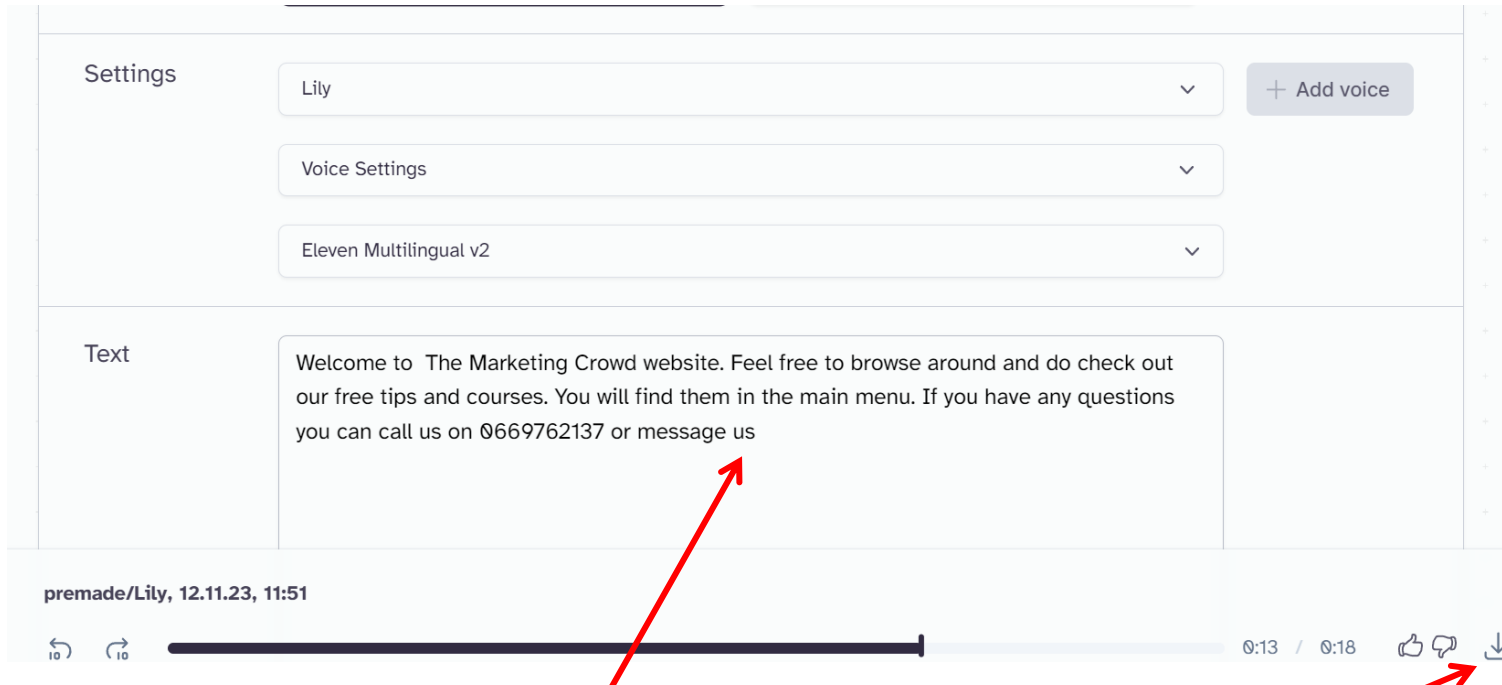 Settings
Lily
+ Add voice
Voice Settings
Eleven Multilingual v2
Text
Welcome to  The Marketing Crowd website. Feel free to browse around and do check out
our free tips and courses. You will find them in the main menu. If you have any questions
you can call us on 0669762137 or message us
premade/Lily, 12.11.23, 11:51
10 10 0:13 / 0:18